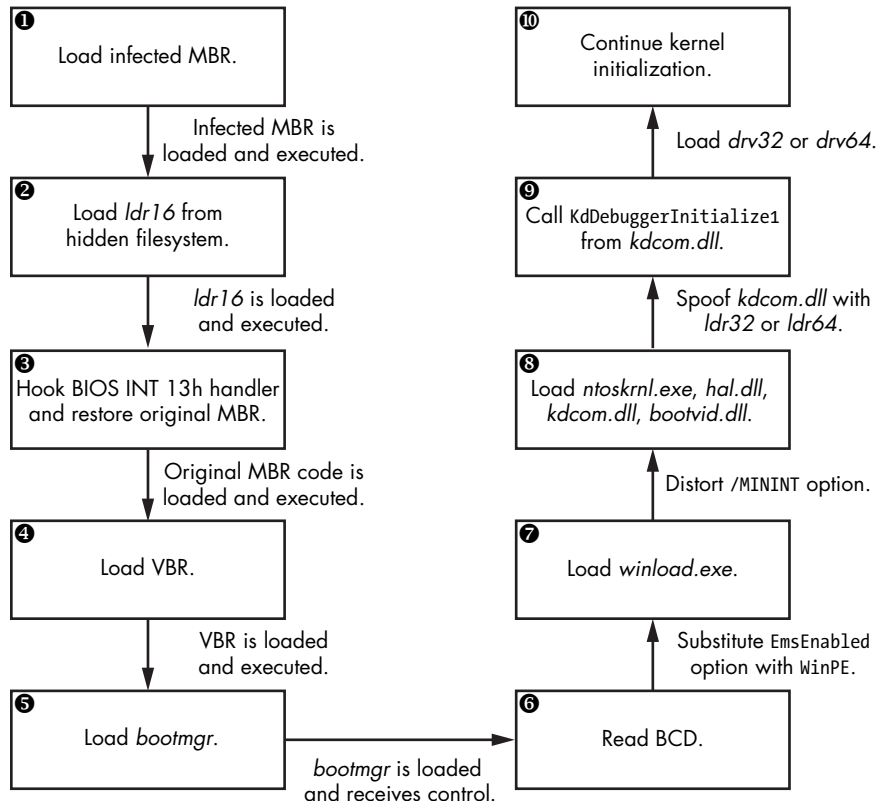 ❶
Load infected MBR.
Infected MBR is
loaded and executed.
❷
Load ldr16 from
hidden filesystem.
ldr16 is loaded
and executed.
❸
Hook BIOS INT 13h handler
and restore original MBR.
Original MBR code is
loaded and executed.
❹
Load VBR.
VBR is loaded
and executed.
❺
Load bootmgr.
bootmgr is loaded
and receives control.
❻
Read BCD.
Substitute EmsEnabled
option with WinPE.
❼
Load winload.exe.
Distort /MININT option.
❽
Load ntoskrnl.exe, hal.dll,
kdcom.dll, bootvid.dll.
Spoof kdcom.dll with
ldr32 or ldr64.
❾
Call KdDebuggerInitialize1
from kdcom.dll.
Load drv32 or drv64.
❿
Continue kernel
initialization.